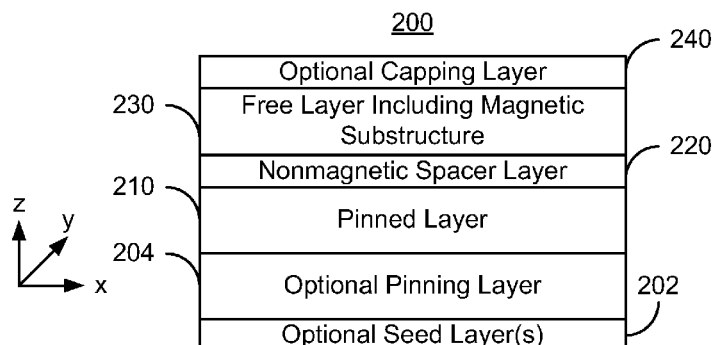 200
240
Optional Capping Layer
230
Free Layer Including Magnetic
Substructure
220
Nonmagnetic Spacer Layer
210
Pinned Layer
z
y
x
204
Optional Pinning Layer
202
Optional Seed Layer(s)